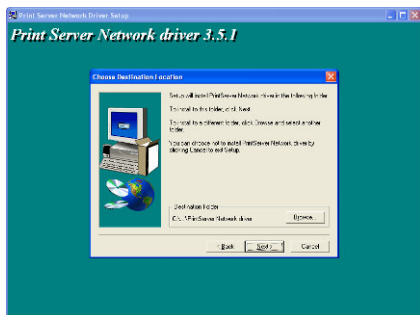 Print Server Network Driver Setup
Print Server Network driver 3.5.1
Choose Destination Location
Setup will install PrintServer Network driver in the following folder.
To install to this folder, click Next.
To install to a different folder, click Browse and select another
folder.
You can choose not to install PrintServer Network driver by
clicking Cancel to exit Setup.
Destination Folder
C:\...\PrintServer Network driver
Browse...
< Back
Next >
Cancel